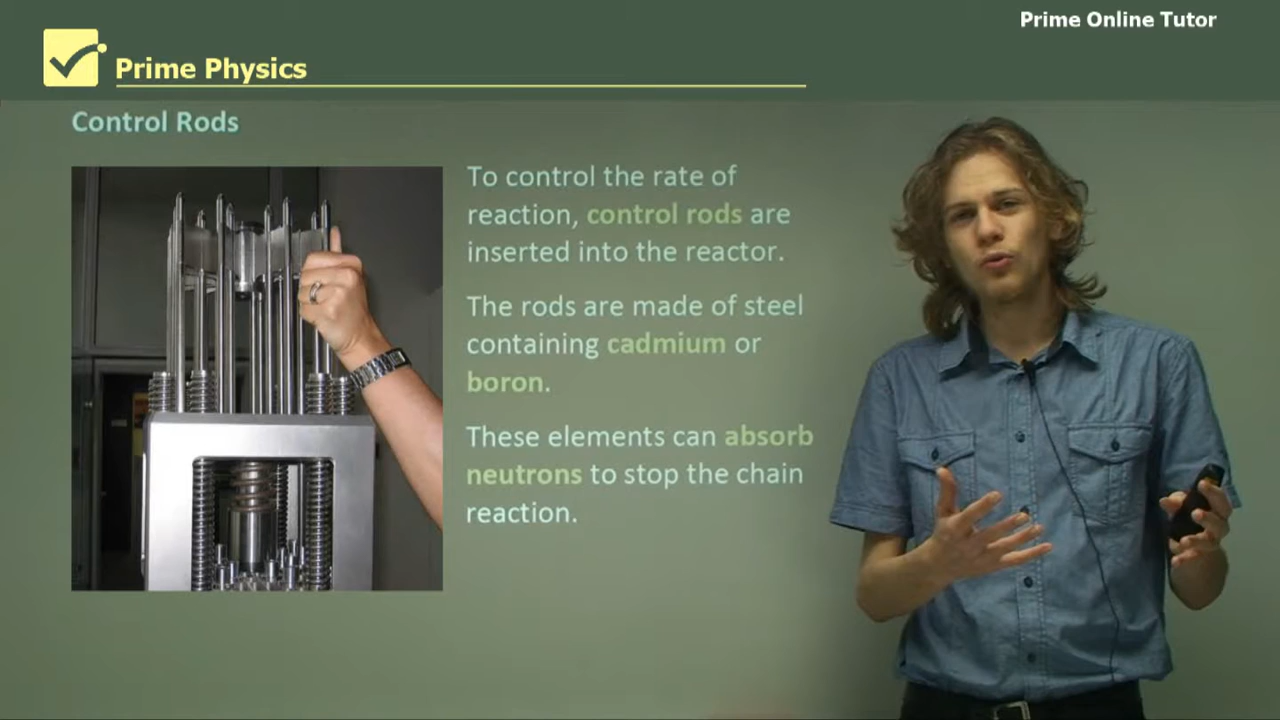 Prime Online Tutor
Prime Physics
Control Rods
To control the rate of
reaction, control rods are
inserted into the reactor.
The rods are made of steel
containing cadmium or
boron.
These elements can absorb
neutrons to stop the chain
reaction.